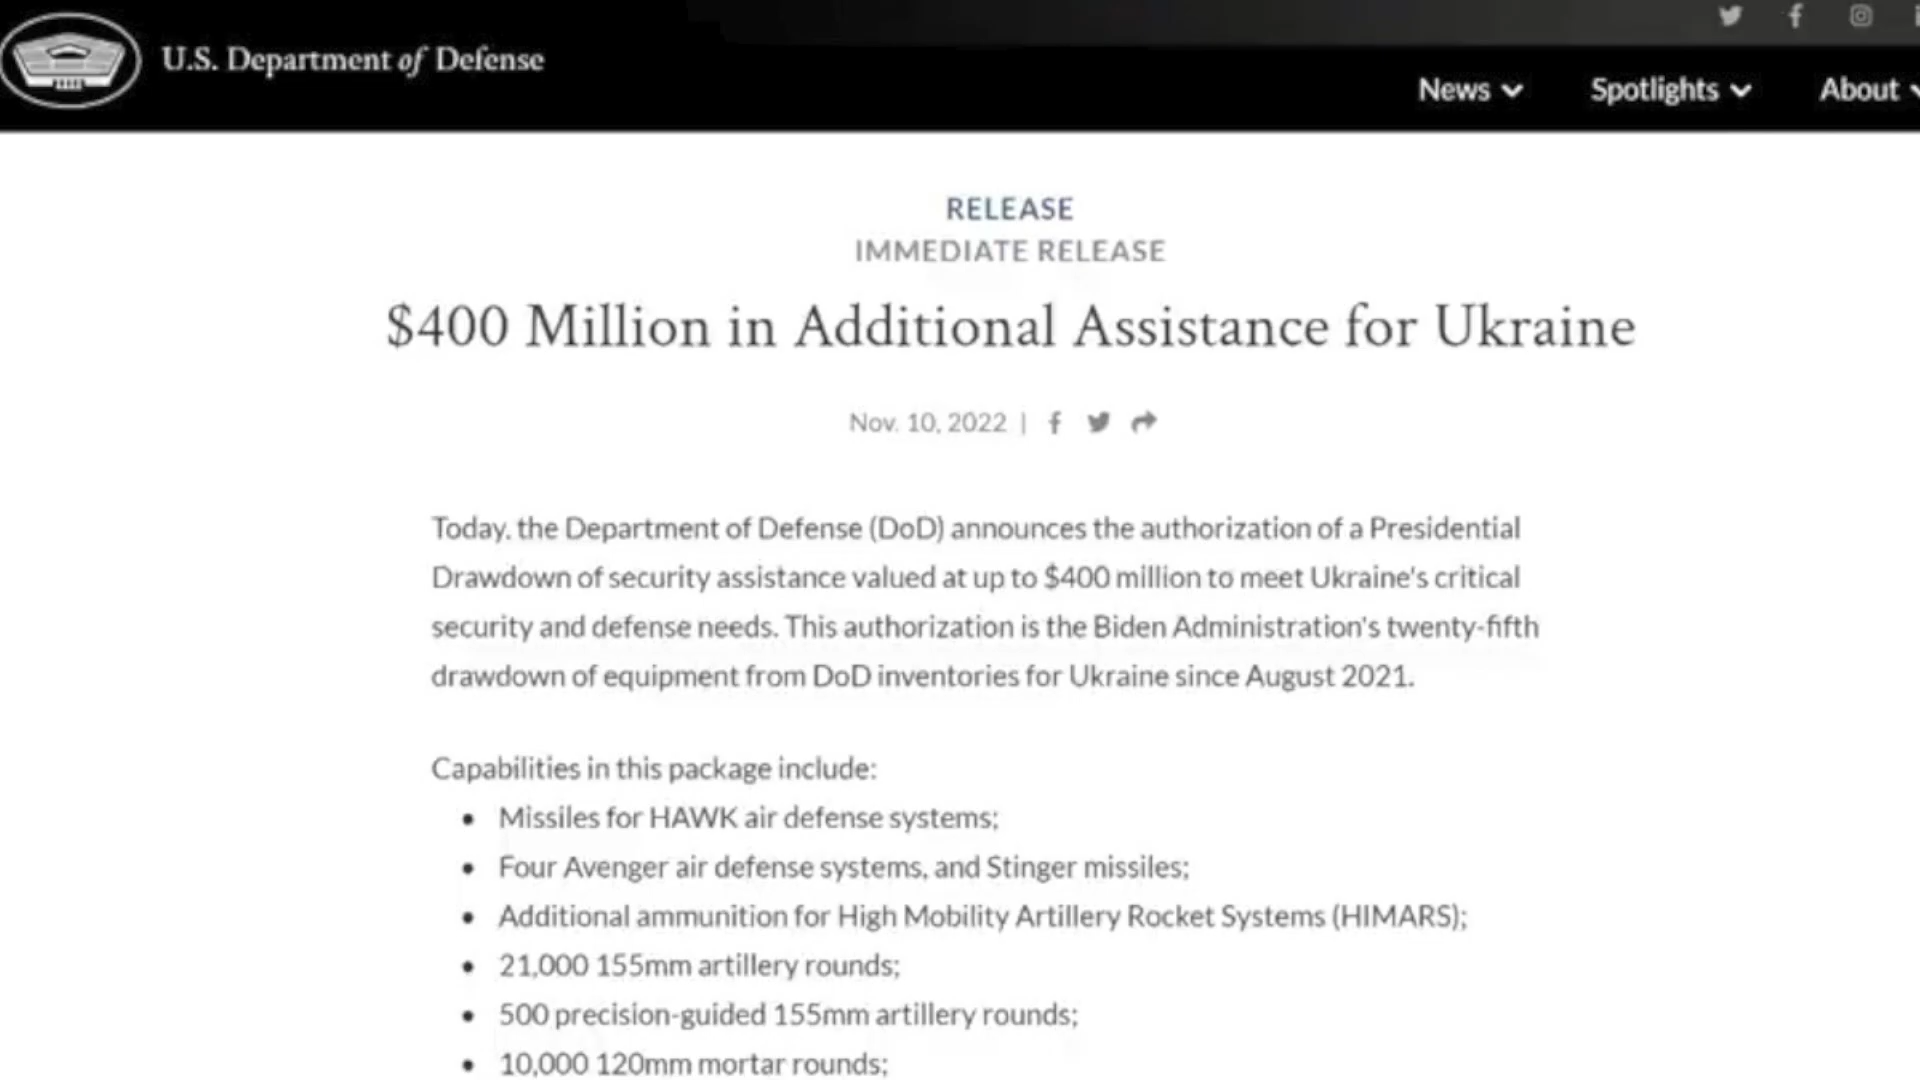 U.S. Department of Defense
News
Spotlights
About
RELEASE
IMMEDIATE RELEASE
$400 Million in Additional Assistance for Ukraine
Nov. 10, 2022 |
Today, the Department of Defense (DoD) announces the authorization of a Presidential
Drawdown of security assistance valued at up to $400 million to meet Ukraine's critical
security and defense needs. This authorization is the Biden Administration's twenty-fifth
drawdown of equipment from DoD inventories for Ukraine since August 2021.
Capabilities in this package include:
• Missiles for HAWK air defense systems;
• Four Avenger air defense systems, and Stinger missiles;
• Additional ammunition for High Mobility Artillery Rocket Systems (HIMARS);
• 21,000 155mm artillery rounds;
• 500 precision-guided 155mm artillery rounds;
• 10,000 120mm mortar rounds;